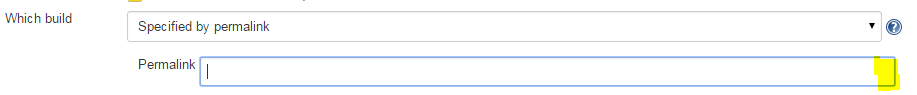 Which build
Specified by permalink
Permalink